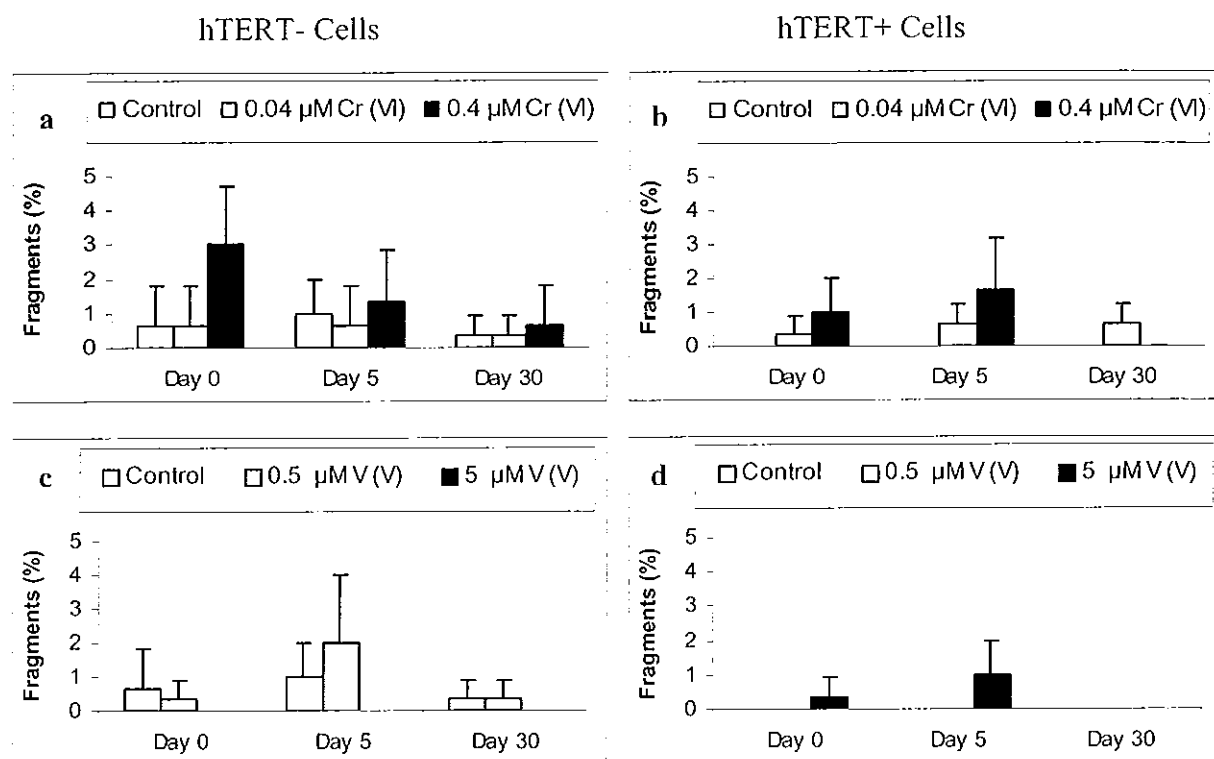 hTERT- Cells
hTERT+ Cells
a
Control 0.04 µM Cr (VI) 0.4 µM Cr (VI)
Fragments (%)
5
4
3
2
1
0
Day 0 Day 5 Day 30
b
Control 0.04 µM Cr (VI) 0.4 µM Cr (VI)
Fragments (%)
5
4
3
2
1
0
Day 0 Day 5 Day 30
c
Control 0.5 µM V (V) 5 µM V (V)
Fragments (%)
5
4
3
2
1
0
Day 0 Day 5 Day 30
d
Control 0.5 µM V (V) 5 µM V (V)
Fragments (%)
5
4
3
2
1
0
Day 0 Day 5 Day 30